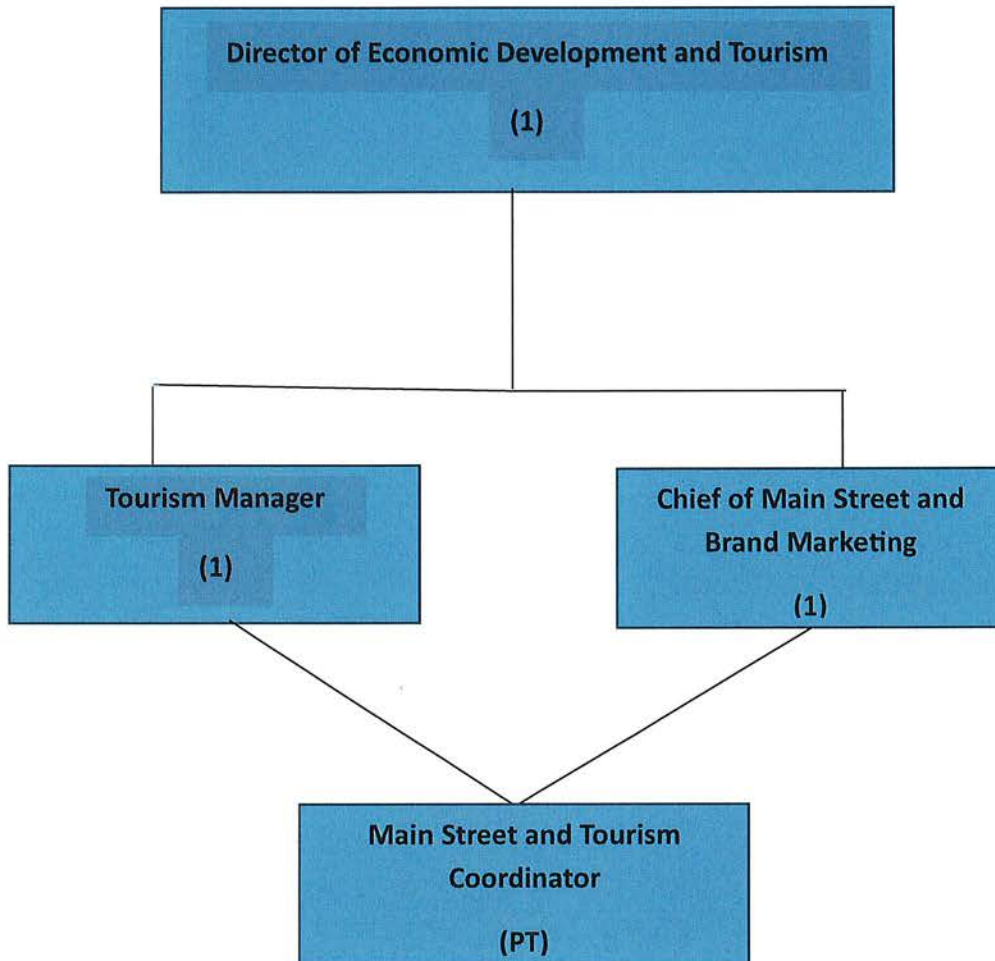 Director of Economic Development and Tourism
(1)
Tourism Manager
(1)
Chief of Main Street and
Brand Marketing
(1)
Main Street and Tourism
Coordinator
(PT)